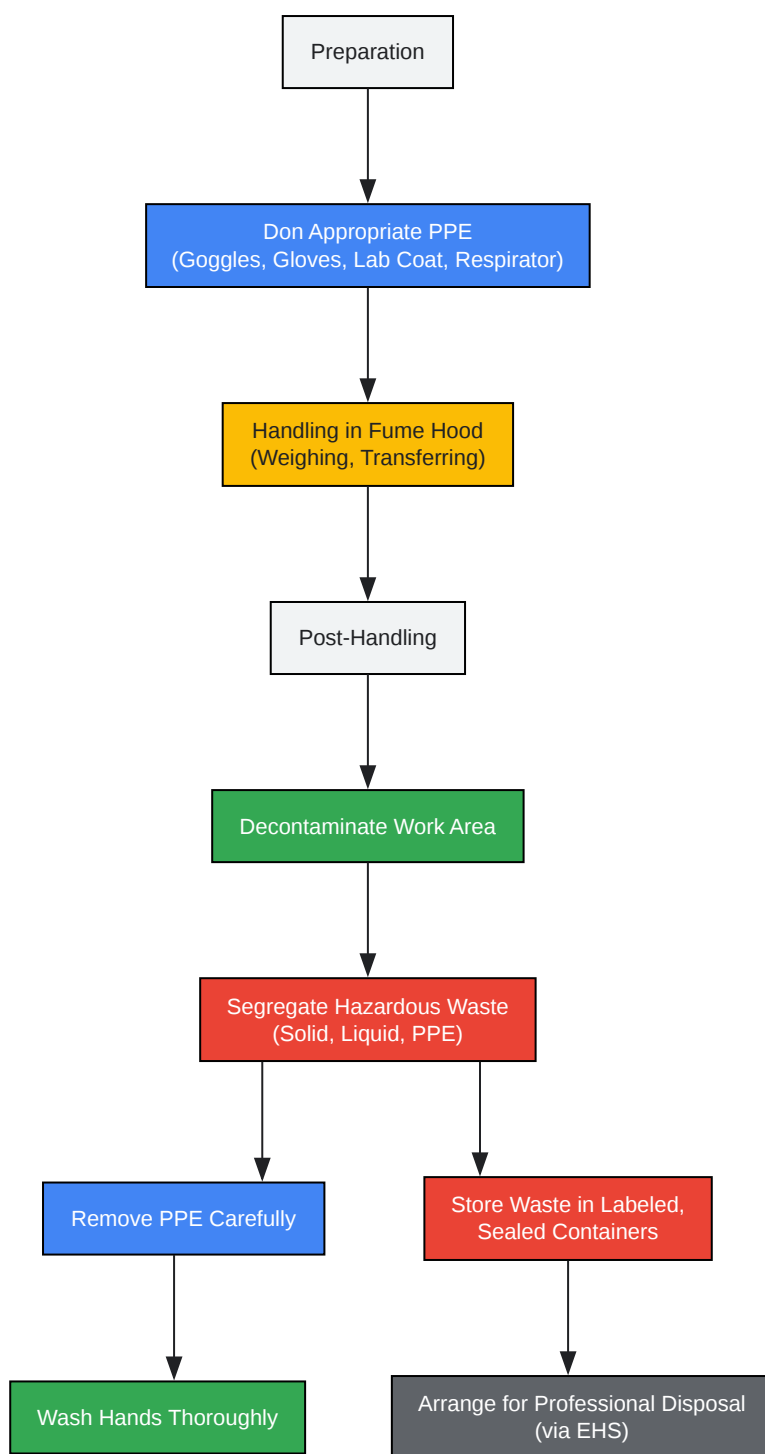 Preparation
Don Appropriate PPE
(Goggles, Gloves, Lab Coat, Respirator)
Handling in Fume Hood
(Weighing, Transferring)
Post-Handling
Decontaminate Work Area
Segregate Hazardous Waste
(Solid, Liquid, PPE)
Remove PPE Carefully
Store Waste in Labeled,
Sealed Containers
Wash Hands Thoroughly
Arrange for Professional Disposal
(via EHS)